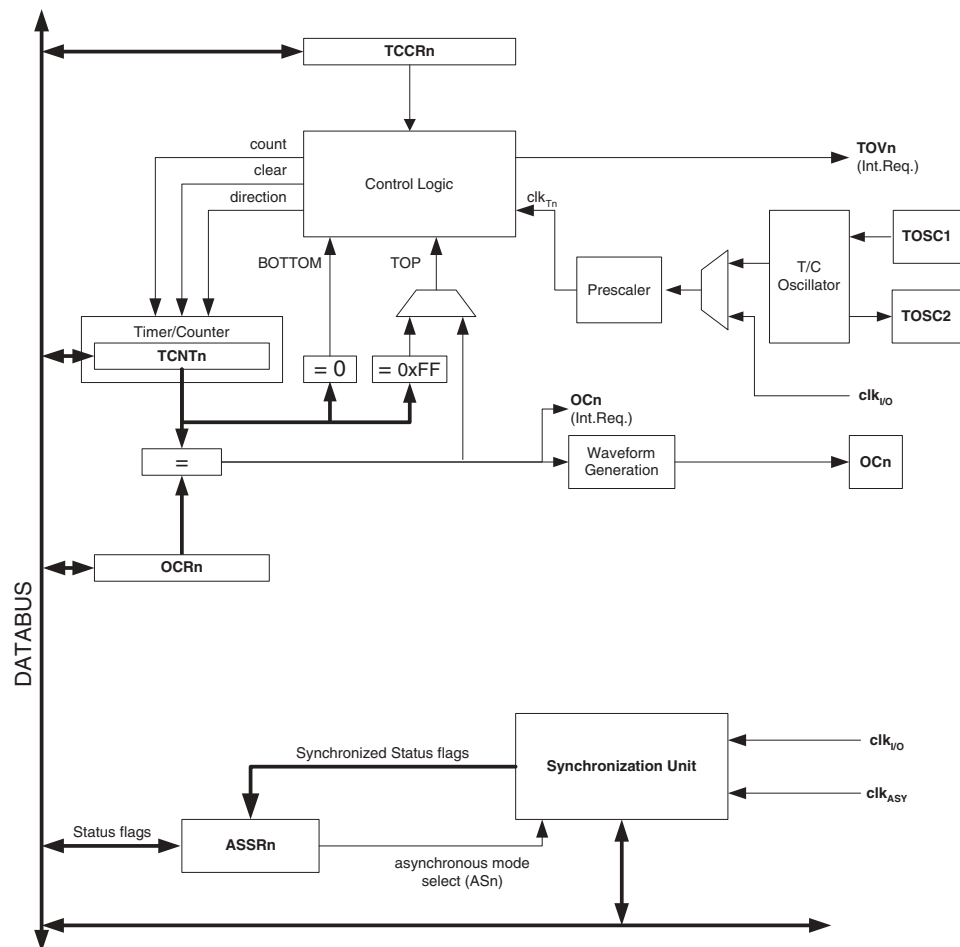 TCCRn
count
clear
direction
Control Logic
TOVn
(Int.Req.)
clkTn
BOTTOM
TOP
TOSC1
T/C
Oscillator
Prescaler
TOSC2
Timer/Counter
TCNTn
= 0
= 0xFF
clkI/O
OCn
(Int.Req.)
=
Waveform
Generation
OCn
OCRn
DATABUS
Synchronized Status flags
Synchronization Unit
clkI/O
clkASY
Status flags
ASSRn
asynchronous mode
select (ASn)